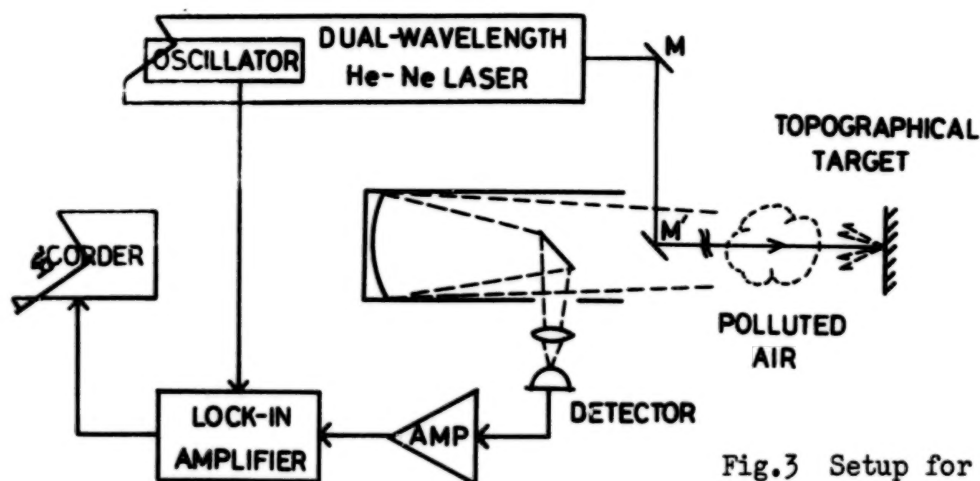 OSCILLATOR
DUAL-WAVELENGTH
He-Ne LASER
M
TOPOGRAPHICAL
TARGET
M'
CORDER
POLLUTED
AIR
DETECTOR
LOCK-IN
AMPLIFIER
AMP
Fig.3 Setup for